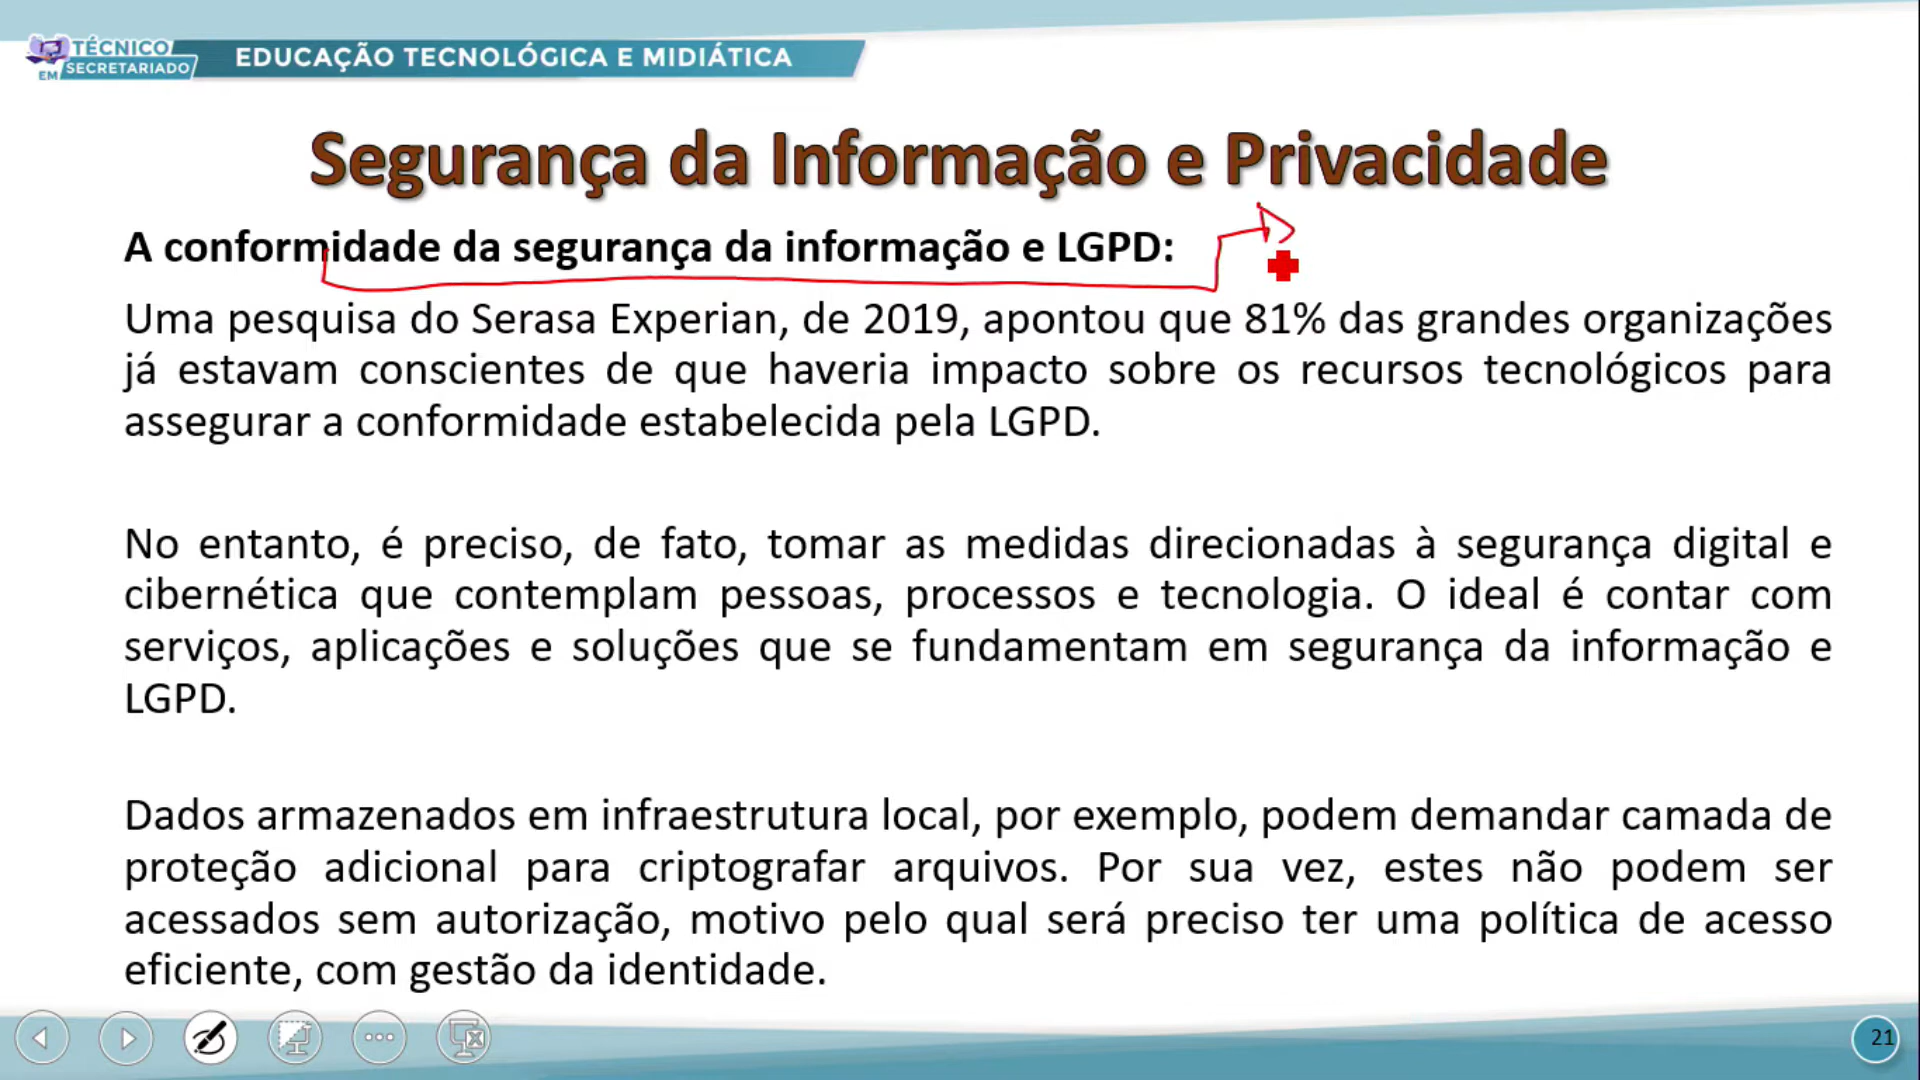 TÉCNICO
EM SECRETARIADO
EDUCAÇÃO TECNOLÓGICA E MIDIÁTICA
Segurança da Informação e Privacidade
A conformidade da segurança da informação e LGPD:
Uma pesquisa do Serasa Experian, de 2019, apontou que 81% das grandes organizações
já estavam conscientes de que haveria impacto sobre os recursos tecnológicos para
assegurar a conformidade estabelecida pela LGPD.
No entanto, é preciso, de fato, tomar as medidas direcionadas à segurança digital e
cibernética que contemplam pessoas, processos e tecnologia. O ideal é contar com
serviços, aplicações e soluções que se fundamentam em segurança da informação e
LGPD.
Dados armazenados em infraestrutura local, por exemplo, podem demandar camada de
proteção adicional para criptografar arquivos. Por sua vez, estes não podem ser
acessados sem autorização, motivo pelo qual será preciso ter uma política de acesso
eficiente, com gestão da identidade.
21